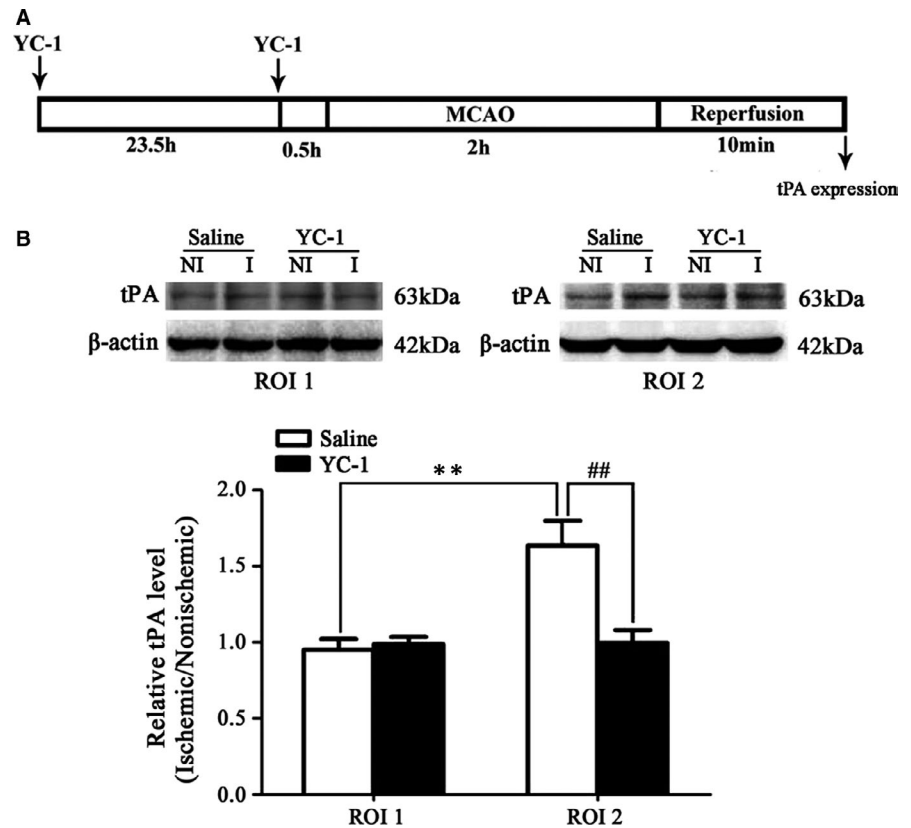 A
YC-1 YC-1
MCAO Reperfusion
23.5h 0.5h 2h 10min
tPA expression
B
Saline YC-1
NI I NI I
tPA 63kDa
β-actin 42kDa
ROI 1
Saline YC-1
NI I NI I
tPA 63kDa
β-actin 42kDa
ROI 2
Saline
YC-1
** ##
Relative tPA level
(Ischemic/Nonischemic)
2.0
1.5
1.0
0.5
0.0
ROI 1 ROI 2